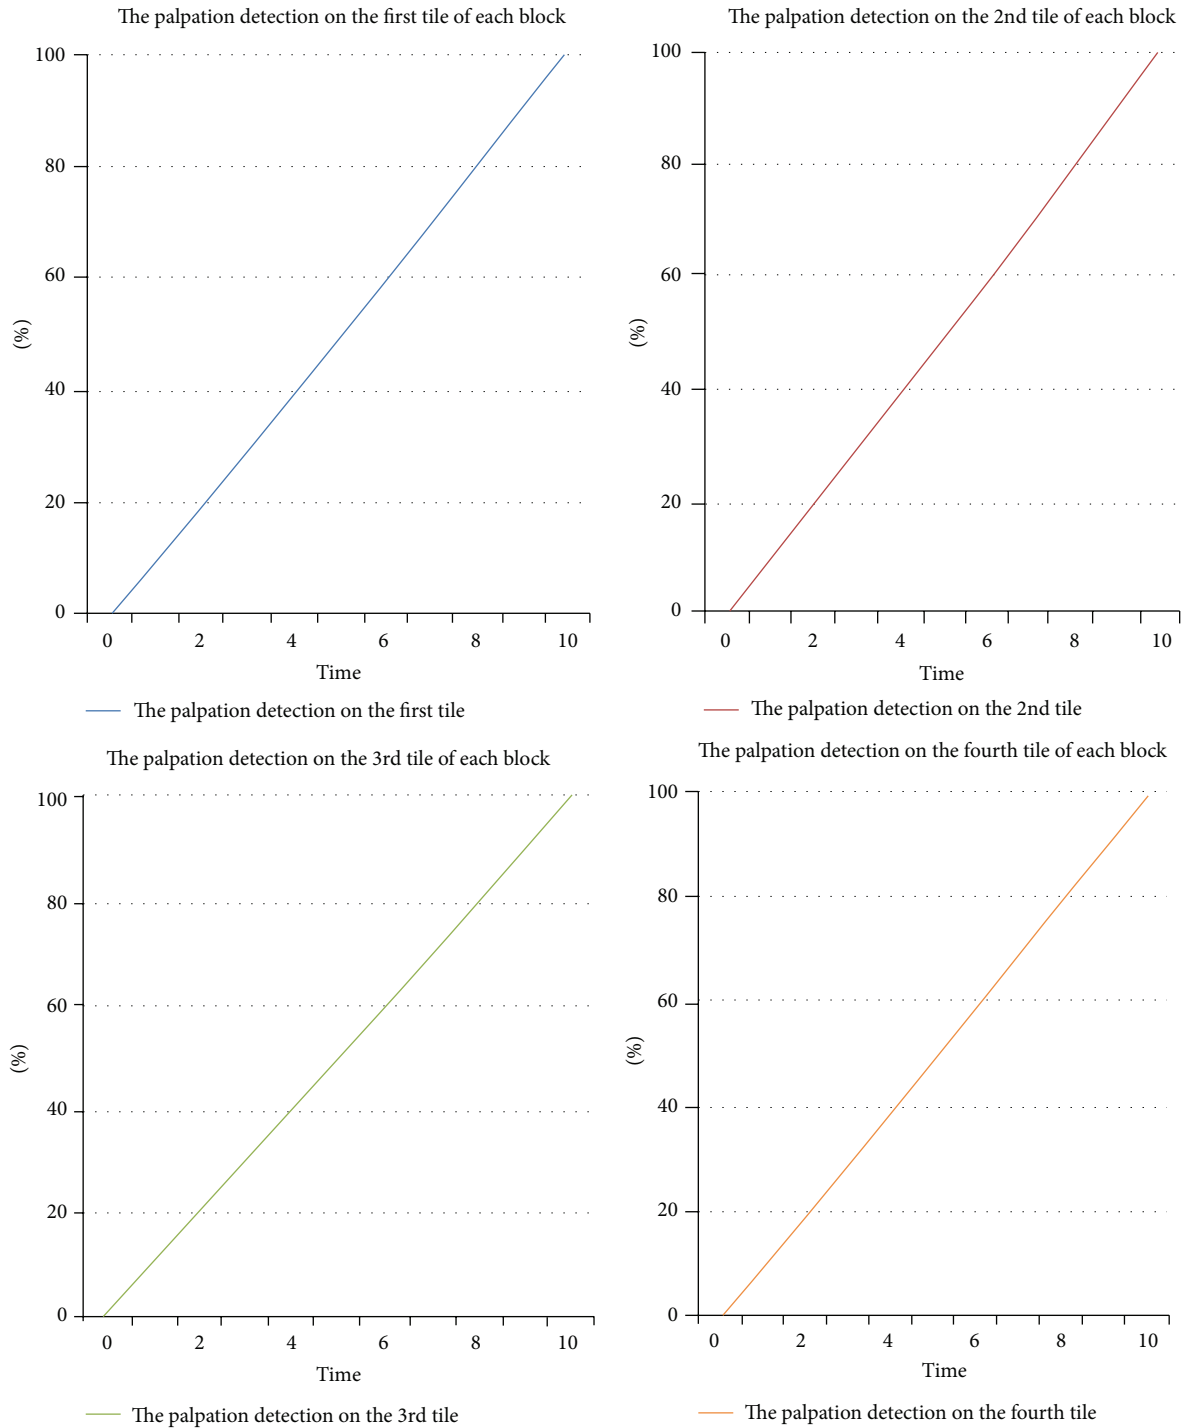 The palpation detection on the first tile of each block
100
80
60
40
20
0
(%)
0 2 4 6 8 10
Time
The palpation detection on the first tile
The palpation detection on the 2nd tile of each block
100
80
60
40
20
0
(%)
0 2 4 6 8 10
Time
The palpation detection on the 2nd tile
The palpation detection on the 3rd tile of each block
100
80
60
40
20
0
(%)
0 2 4 6 8 10
Time
The palpation detection on the 3rd tile
The palpation detection on the fourth tile of each block
100
80
60
40
20
0
(%)
0 2 4 6 8 10
Time
The palpation detection on the fourth tile